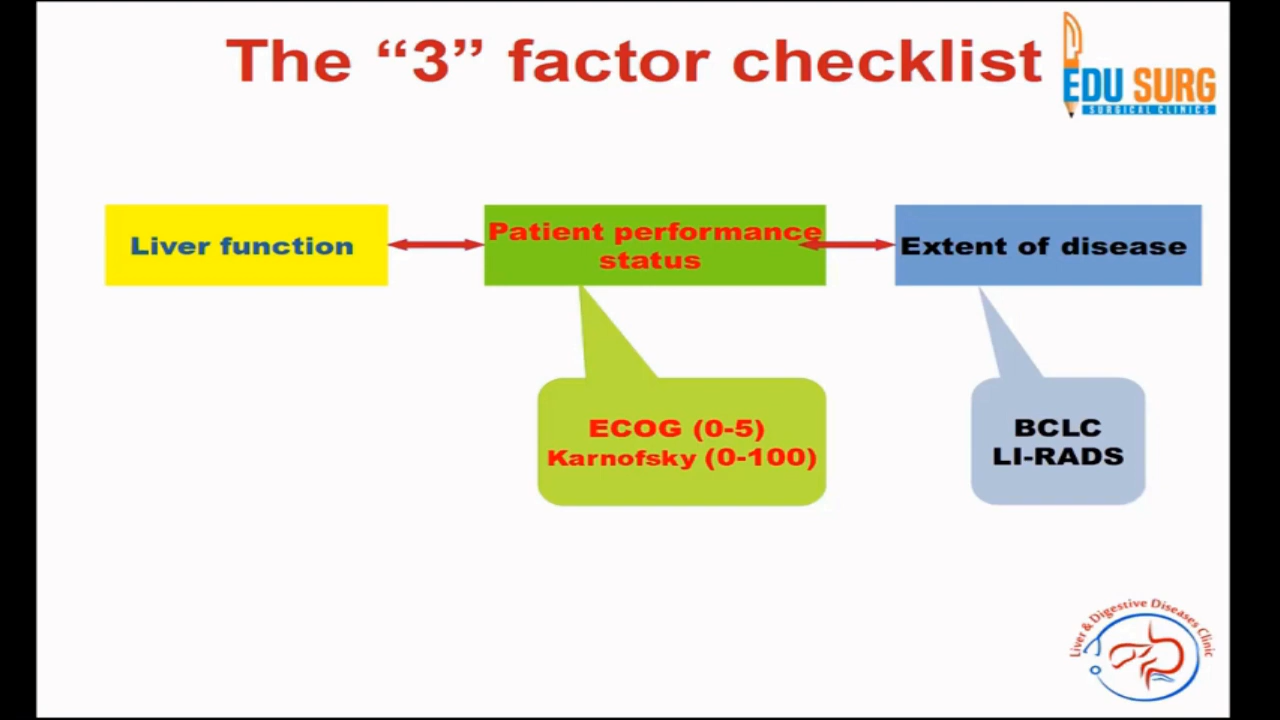 The “3” factor checklist
EDU SURG
SURGICAL CLINICS
Liver function
Patient performance
status
Extent of disease
ECOG (0-5)
Karnofsky (0-100)
BCLC
LI-RADS
Liver & Digestive Diseases Clinic